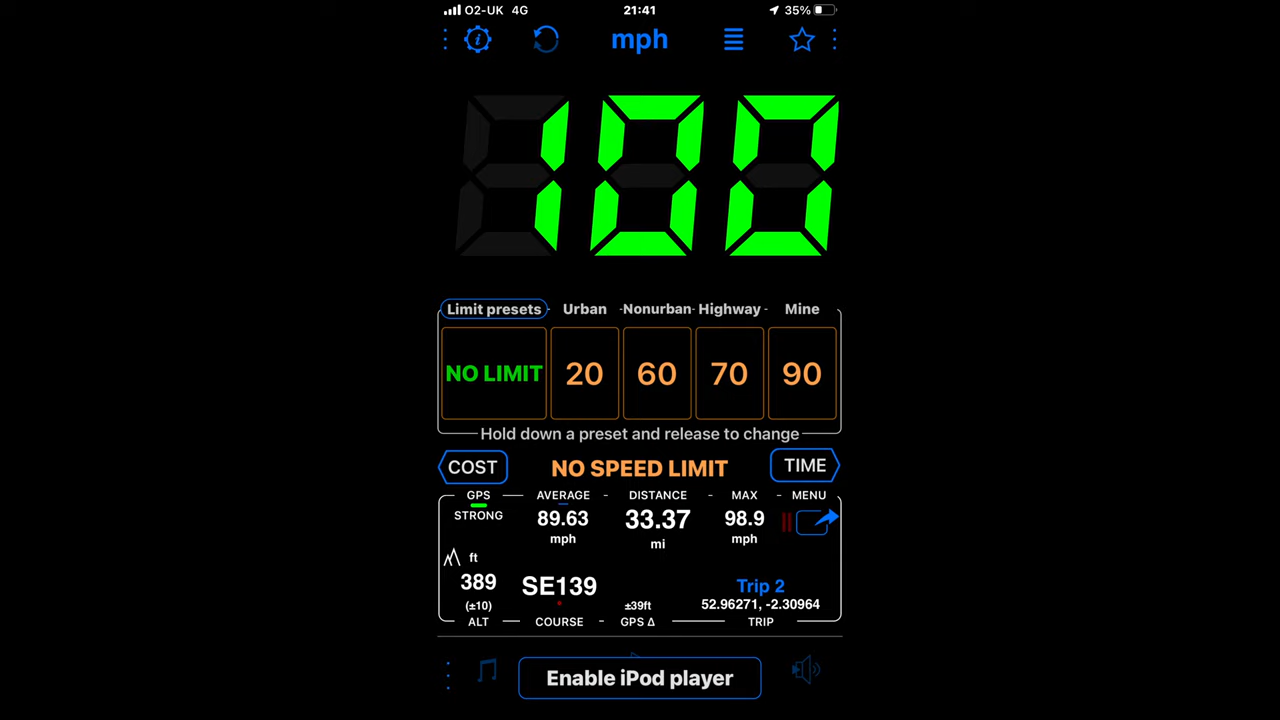 O2-UK 4G 21:41 35%
mph
100
Limit presets Urban Nonurban Highway Mine
NO LIMIT 20 60 70 90
Hold down a preset and release to change
COST NO SPEED LIMIT TIME
GPS AVERAGE DISTANCE MAX MENU
STRONG 89.63 33.37 98.9
mph mi mph
ft
389 SE139 Trip 2
(±10) ±39ft 52.96271, -2.30964
ALT COURSE GPS Δ TRIP
Enable iPod player